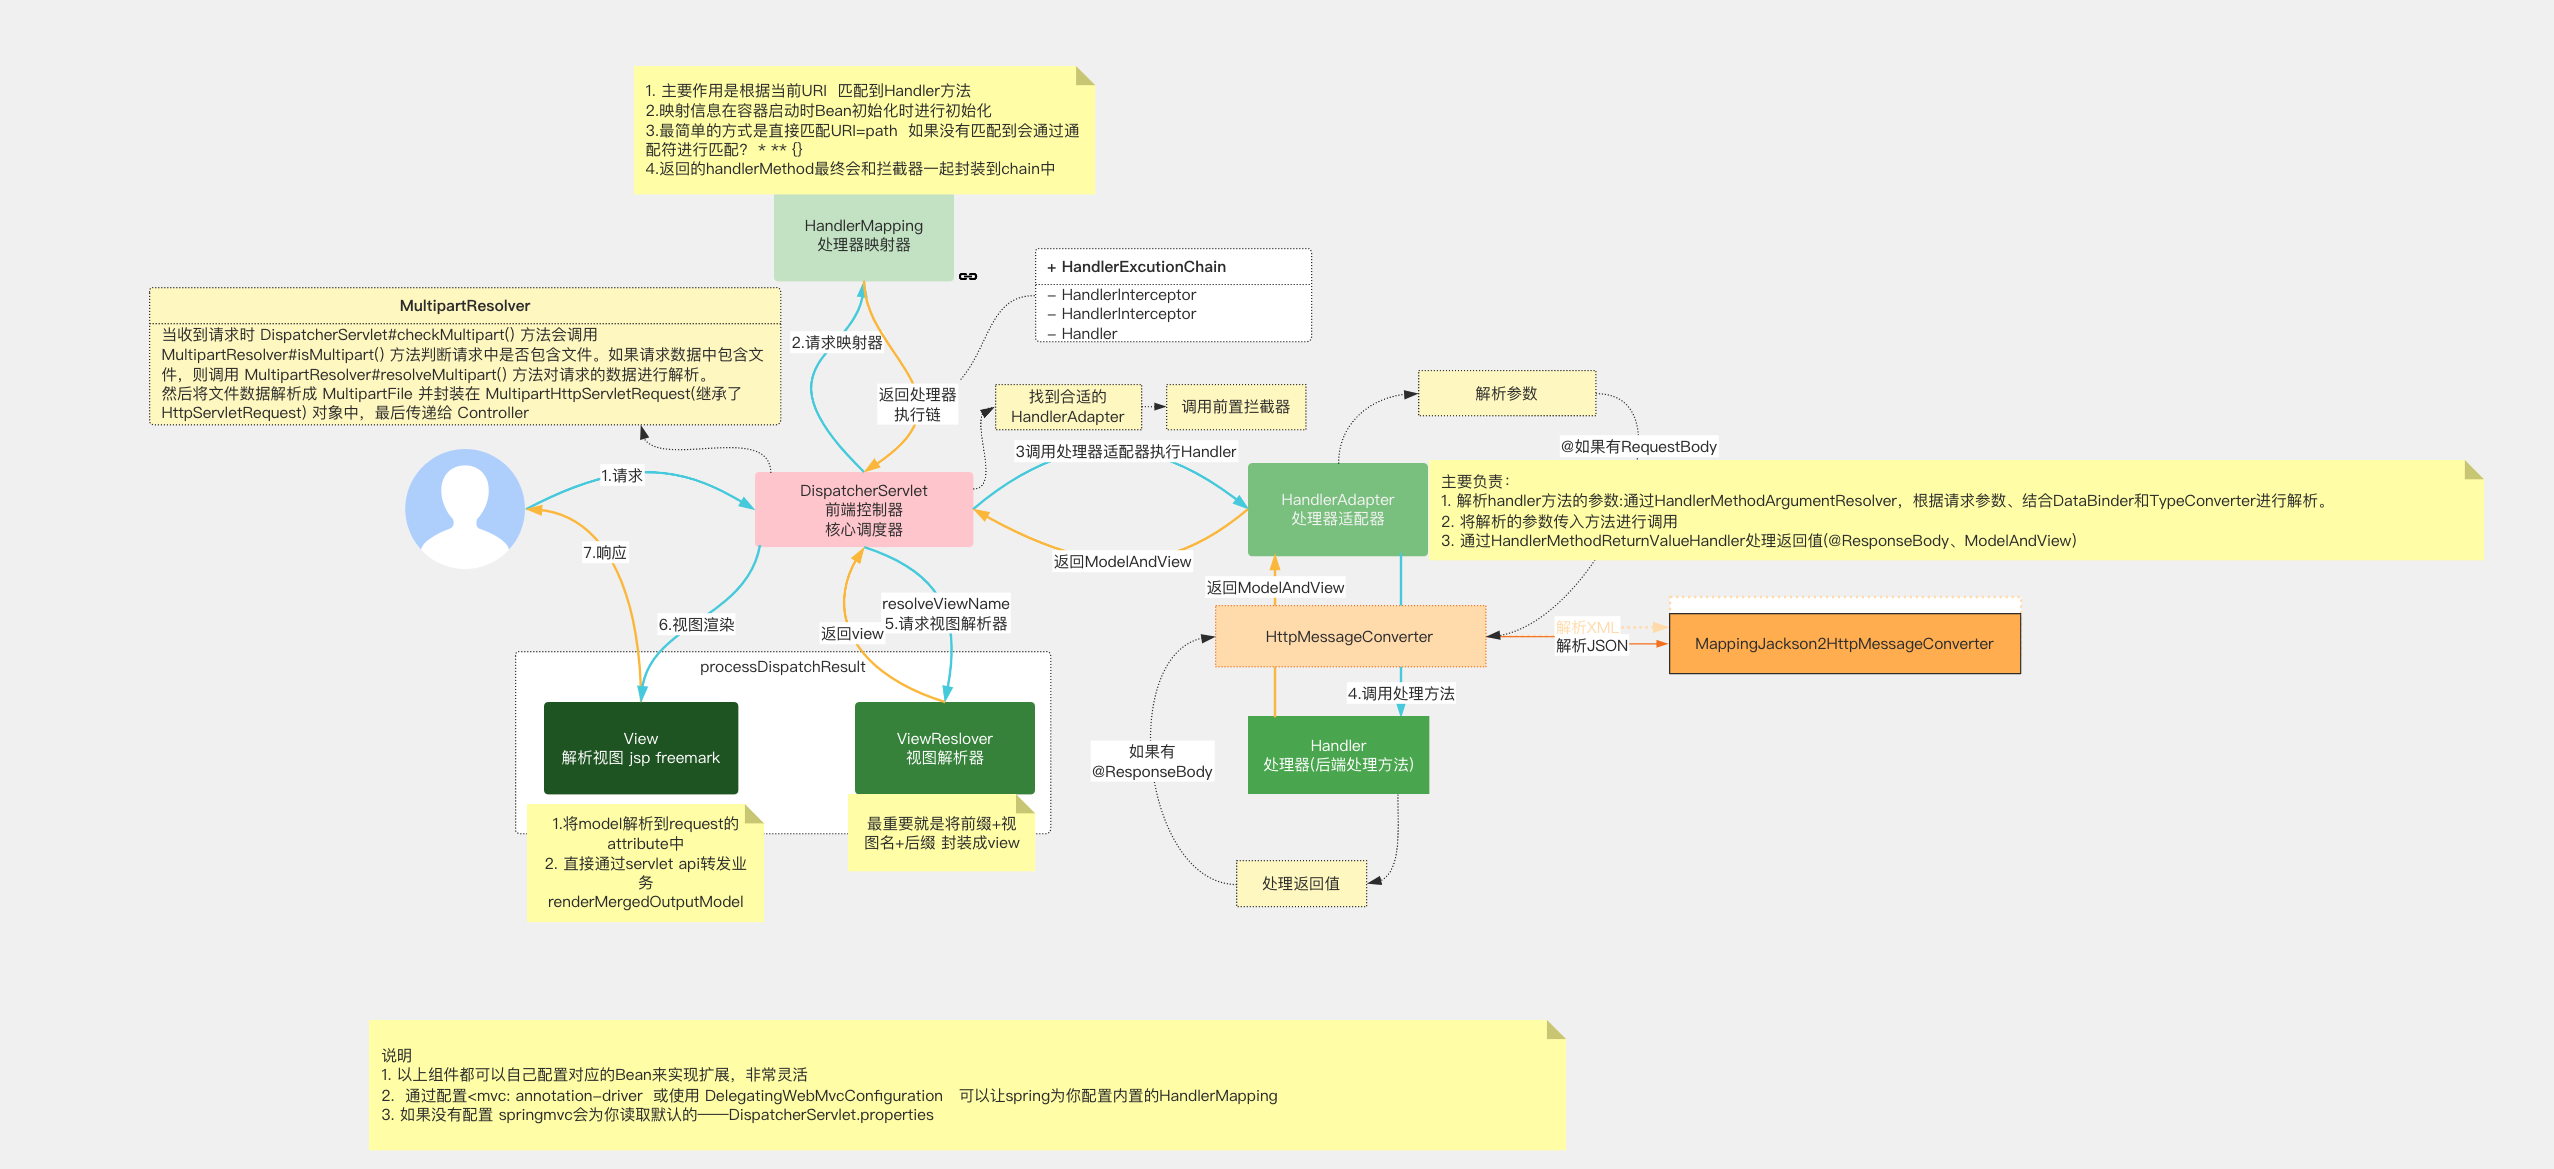 1. 主要作用是根据当前URI  匹配到Handler方法
2.映射信息在容器启动时Bean初始化时进行初始化
3.最简单的方式是直接匹配URI=path  如果没有匹配到会通过通
配符进行匹配?  * ** {}
4.返回的handlerMethod最终会和拦截器一起封装到chain中
HandlerMapping
处理器映射器
+ HandlerExcutionChain
- HandlerInterceptor
- HandlerInterceptor
- Handler
MultipartResolver
当收到请求时 DispatcherServlet#checkMultipart() 方法会调用
MultipartResolver#isMultipart() 方法判断请求中是否包含文件。如果请求数据中包含文
件，则调用 MultipartResolver#resolveMultipart() 方法对请求的数据进行解析。
然后将文件数据解析成 MultipartFile 并封装在 MultipartHttpServletRequest(继承了
HttpServletRequest) 对象中，最后传递给 Controller
2.请求映射器
返回处理器
执行链
找到合适的
HandlerAdapter
调用前置拦截器
解析参数
@如果有RequestBody
1.请求
DispatcherServlet
前端控制器
核心调度器
3调用处理器适配器执行Handler
HandlerAdapter
处理器适配器
主要负责：
1. 解析handler方法的参数:通过HandlerMethodArgumentResolver，根据请求参数、结合DataBinder和TypeConverter进行解析。
2. 将解析的参数传入方法进行调用
3. 通过HandlerMethodReturnValueHandler处理返回值(@ResponseBody、ModelAndView)
7.响应
返回ModelAndView
返回ModelAndView
resolveViewName
5.请求视图解析器
6.视图渲染
返回view
HttpMessageConverter
解析XML
解析JSON
MappingJackson2HttpMessageConverter
processDispatchResult
4.调用处理方法
View
解析视图 jsp freemark
ViewReslover
视图解析器
Handler
处理器(后端处理方法)
如果有
@ResponseBody
1.将model解析到request的
attribute中
2. 直接通过servlet api转发业
务
renderMergedOutputModel
最重要就是将前缀+视
图名+后缀 封装成view
处理返回值
说明
1. 以上组件都可以自己配置对应的Bean来实现扩展，非常灵活
2.  通过配置<mvc: annotation-driver  或使用 DelegatingWebMvcConfiguration   可以让spring为你配置内置的HandlerMapping
3. 如果没有配置 springmvc会为你读取默认的——DispatcherServlet.properties